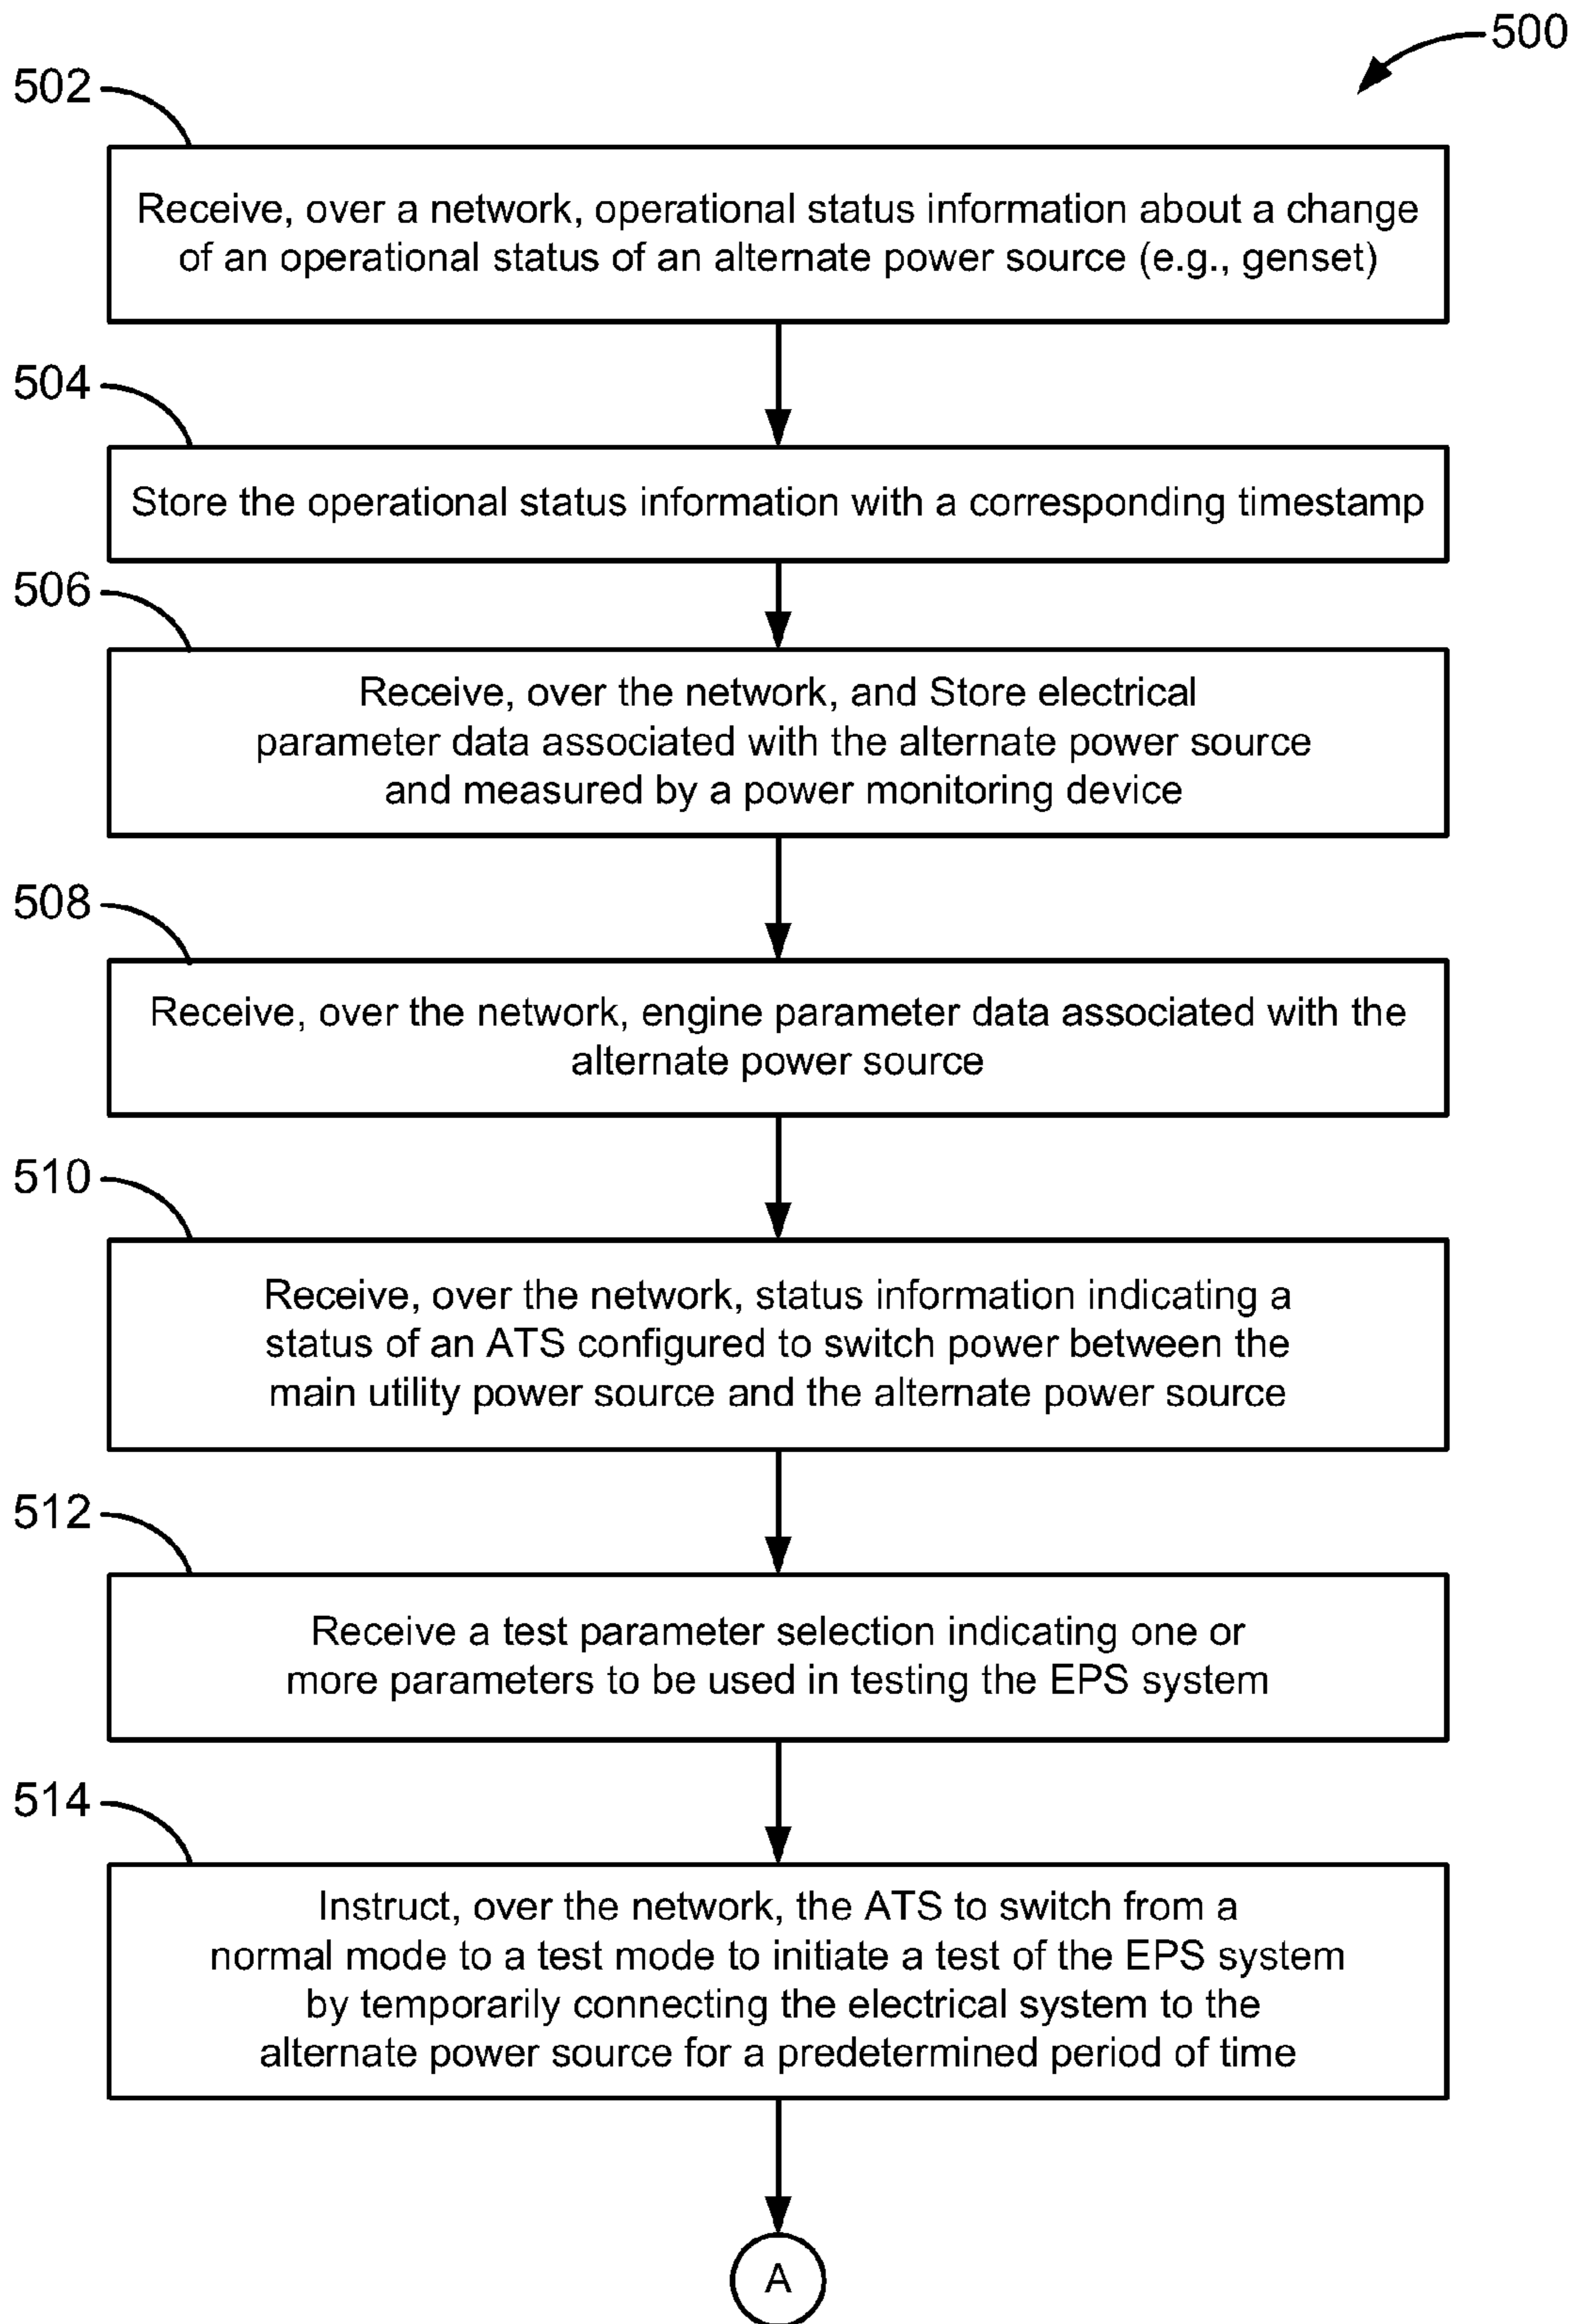 500
502
Receive, over a network, operational status information about a change
of an operational status of an alternate power source (e.g., genset)
504
Store the operational status information with a corresponding timestamp
506
Receive, over the network, and Store electrical
parameter data associated with the alternate power source
and measured by a power monitoring device
508
Receive, over the network, engine parameter data associated with the
alternate power source
510
Receive, over the network, status information indicating a
status of an ATS configured to switch power between the
main utility power source and the alternate power source
512
Receive a test parameter selection indicating one or
more parameters to be used in testing the EPS system
514
Instruct, over the network, the ATS to switch from a
normal mode to a test mode to initiate a test of the EPS system
by temporarily connecting the electrical system to the
alternate power source for a predetermined period of time
A